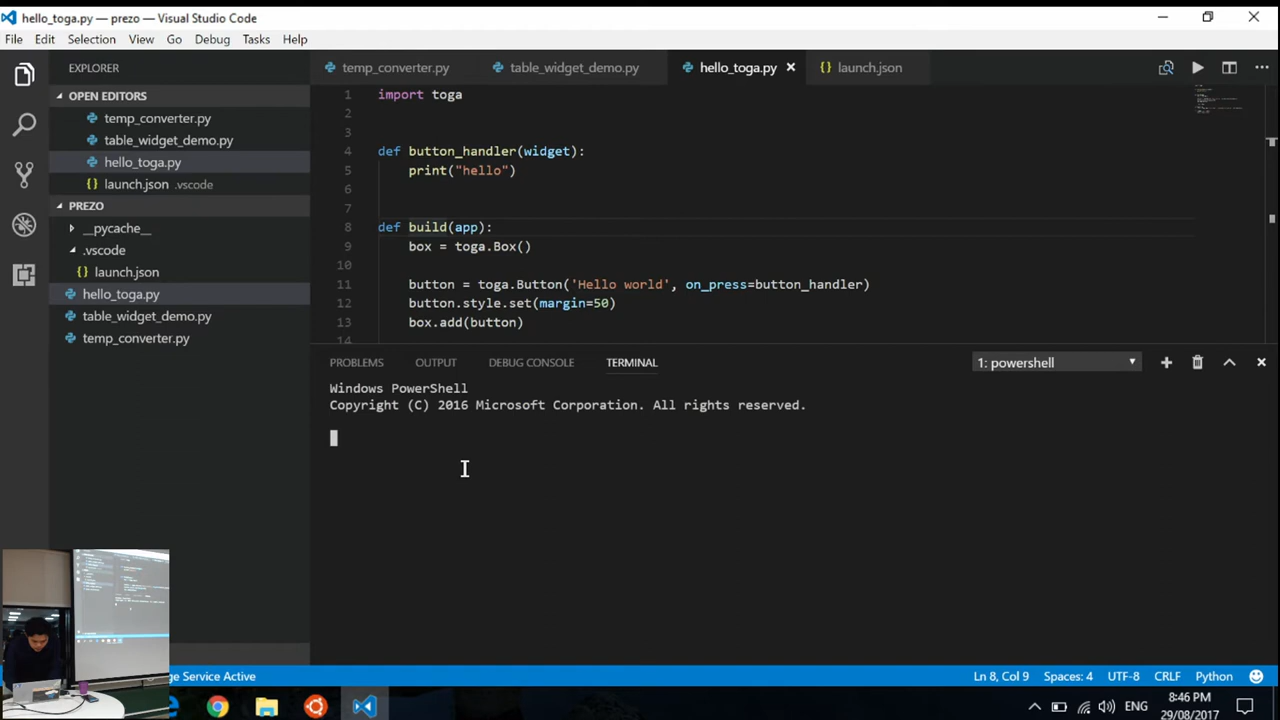 hello_toga.py — prezo — Visual Studio Code
File Edit Selection View Go Debug Tasks Help
EXPLORER
OPEN EDITORS
temp_converter.py
table_widget_demo.py
hello_toga.py
launch.json .vscode
PREZO
__pycache__
.vscode
launch.json
hello_toga.py
table_widget_demo.py
temp_converter.py
temp_converter.py table_widget_demo.py hello_toga.py launch.json
1 import toga
2
3
4 def button_handler(widget):
5 print("hello")
6
7
8 def build(app):
9 box = toga.Box()
10
11 button = toga.Button('Hello world', on_press=button_handler)
12 button.style.set(margin=50)
13 box.add(button)
14
PROBLEMS OUTPUT DEBUG CONSOLE TERMINAL 1: powershell
Windows PowerShell
Copyright (C) 2016 Microsoft Corporation. All rights reserved.
Service Active Ln 8, Col 9 Spaces: 4 UTF-8 CRLF Python
ENG 8:46 PM
29/08/2017